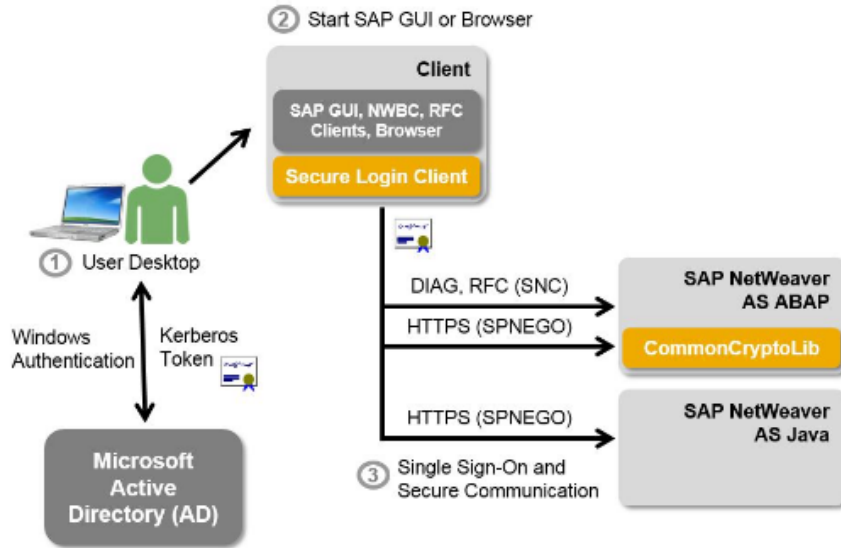 2 Start SAP GUI or Browser
Client
SAP GUI, NWBC, RFC
Clients, Browser
Secure Login Client
1 User Desktop
Windows
Authentication
Kerberos
Token
Microsoft
Active
Directory (AD)
DIAG, RFC (SNC)
HTTPS (SPNEGO)
SAP NetWeaver
AS ABAP
CommonCryptoLib
HTTPS (SPNEGO)
SAP NetWeaver
AS Java
3 Single Sign-On and
Secure Communication